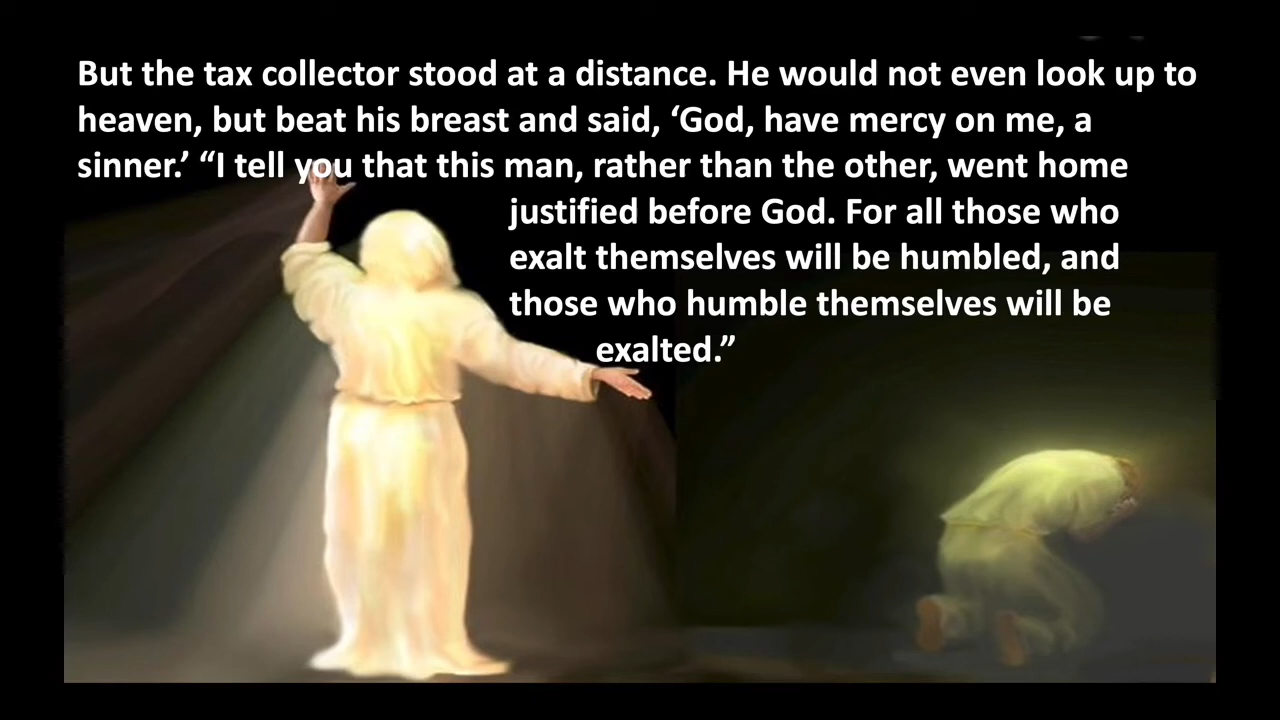 But the tax collector stood at a distance. He would not even look up to
heaven, but beat his breast and said, ‘God, have mercy on me, a
sinner.’ “I tell you that this man, rather than the other, went home
justified before God. For all those who
exalt themselves will be humbled, and
those who humble themselves will be
exalted.”